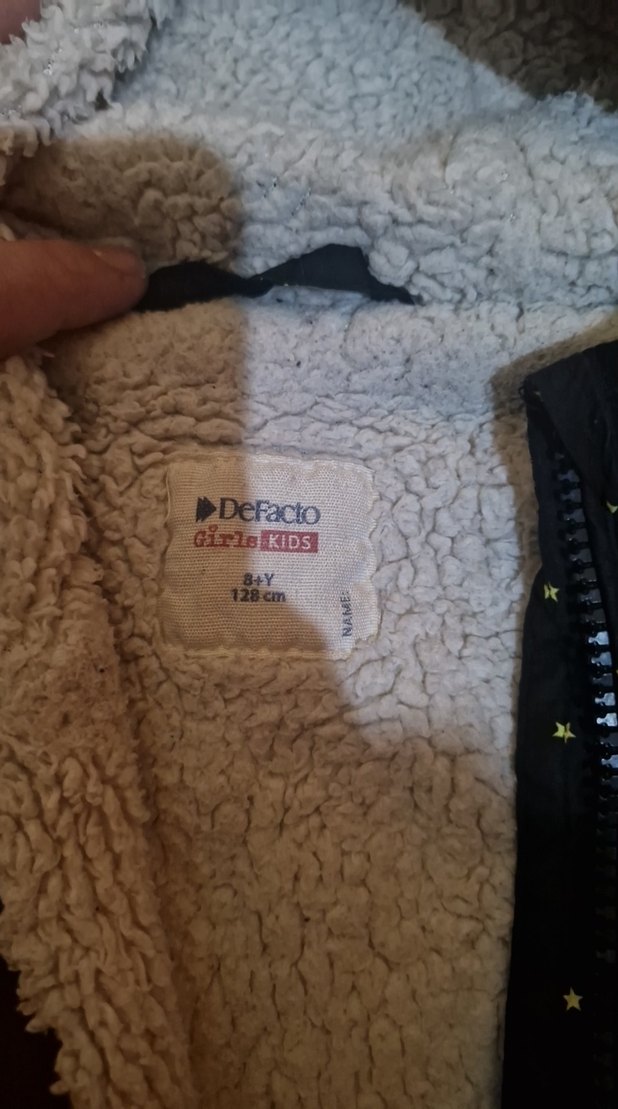 DeFacto
Girls KIDS
8+Y
128 cm
NAME: